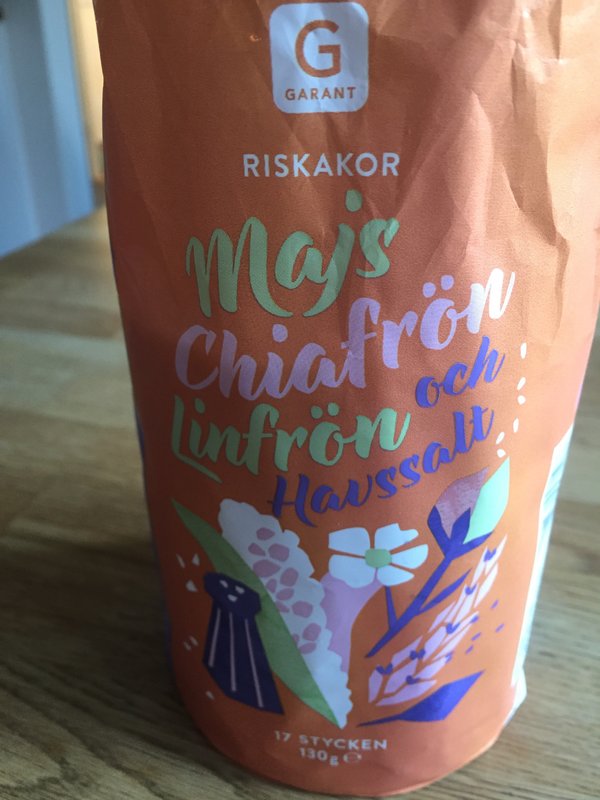 G
GARANT
RISKAKOR
Majs
Chiafrön
Linfrön och
Havssalt
17 STYCKEN
130g ℮